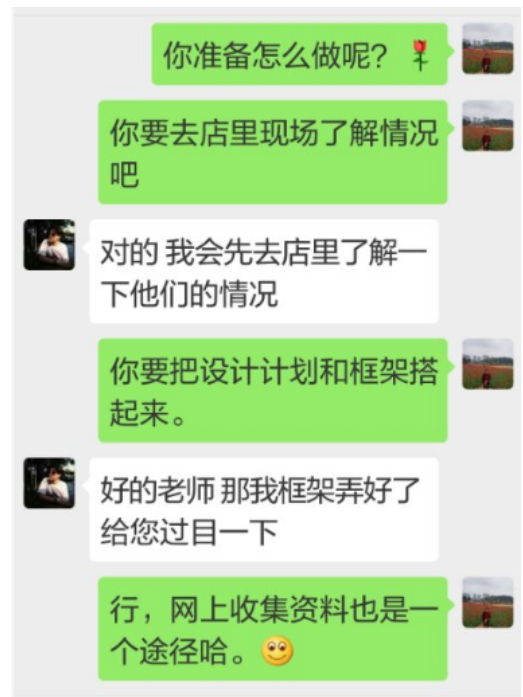 你准备怎么做呢？🌹
你要去店里现场了解情况
吧
对的 我会先去店里了解一
下他们的情况
你要把设计计划和框架搭
起来。
好的老师 那我框架弄好了
给您过目一下
行，网上收集资料也是一
个途径哈。🙂